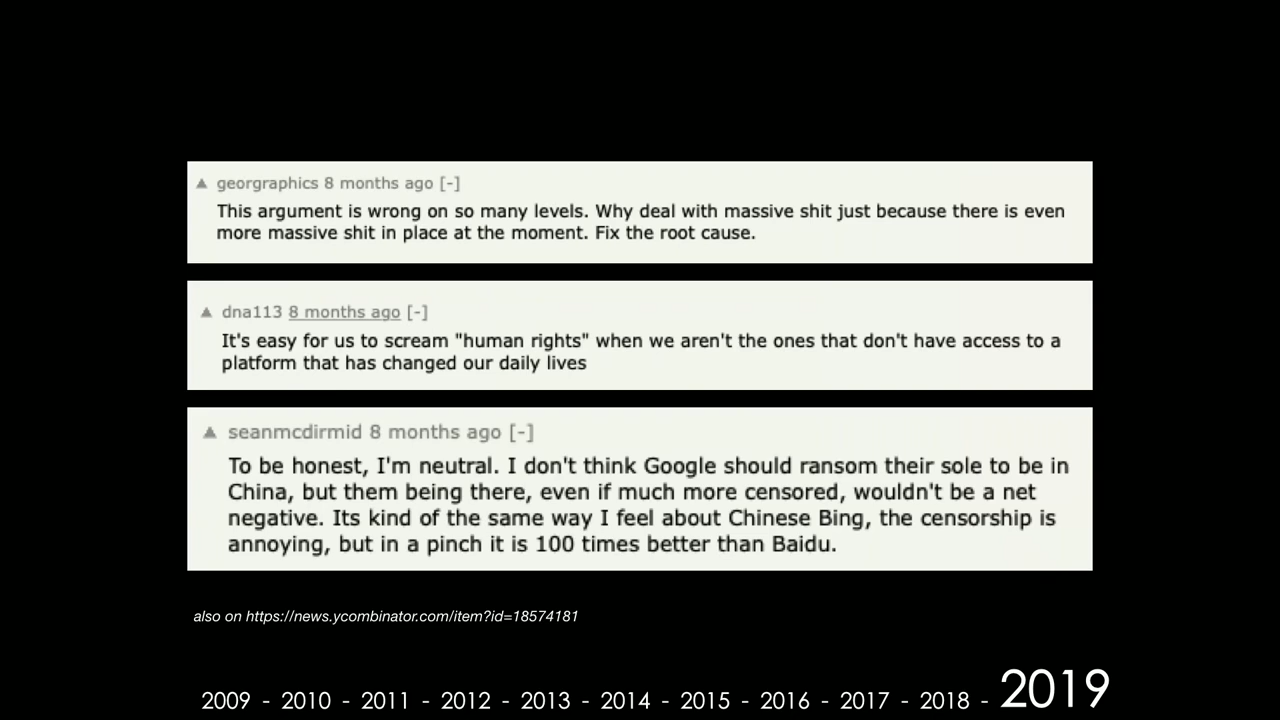 ▲ georgraphics 8 months ago [-]
This argument is wrong on so many levels. Why deal with massive shit just because there is even
more massive shit in place at the moment. Fix the root cause.
▲ dna113 8 months ago [-]
It's easy for us to scream "human rights" when we aren't the ones that don't have access to a
platform that has changed our daily lives
▲ seanmcdirmid 8 months ago [-]
To be honest, I'm neutral. I don't think Google should ransom their sole to be in
China, but them being there, even if much more censored, wouldn't be a net
negative. Its kind of the same way I feel about Chinese Bing, the censorship is
annoying, but in a pinch it is 100 times better than Baidu.
also on https://news.ycombinator.com/item?id=18574181
2009 - 2010 - 2011 - 2012 - 2013 - 2014 - 2015 - 2016 - 2017 - 2018 - 2019